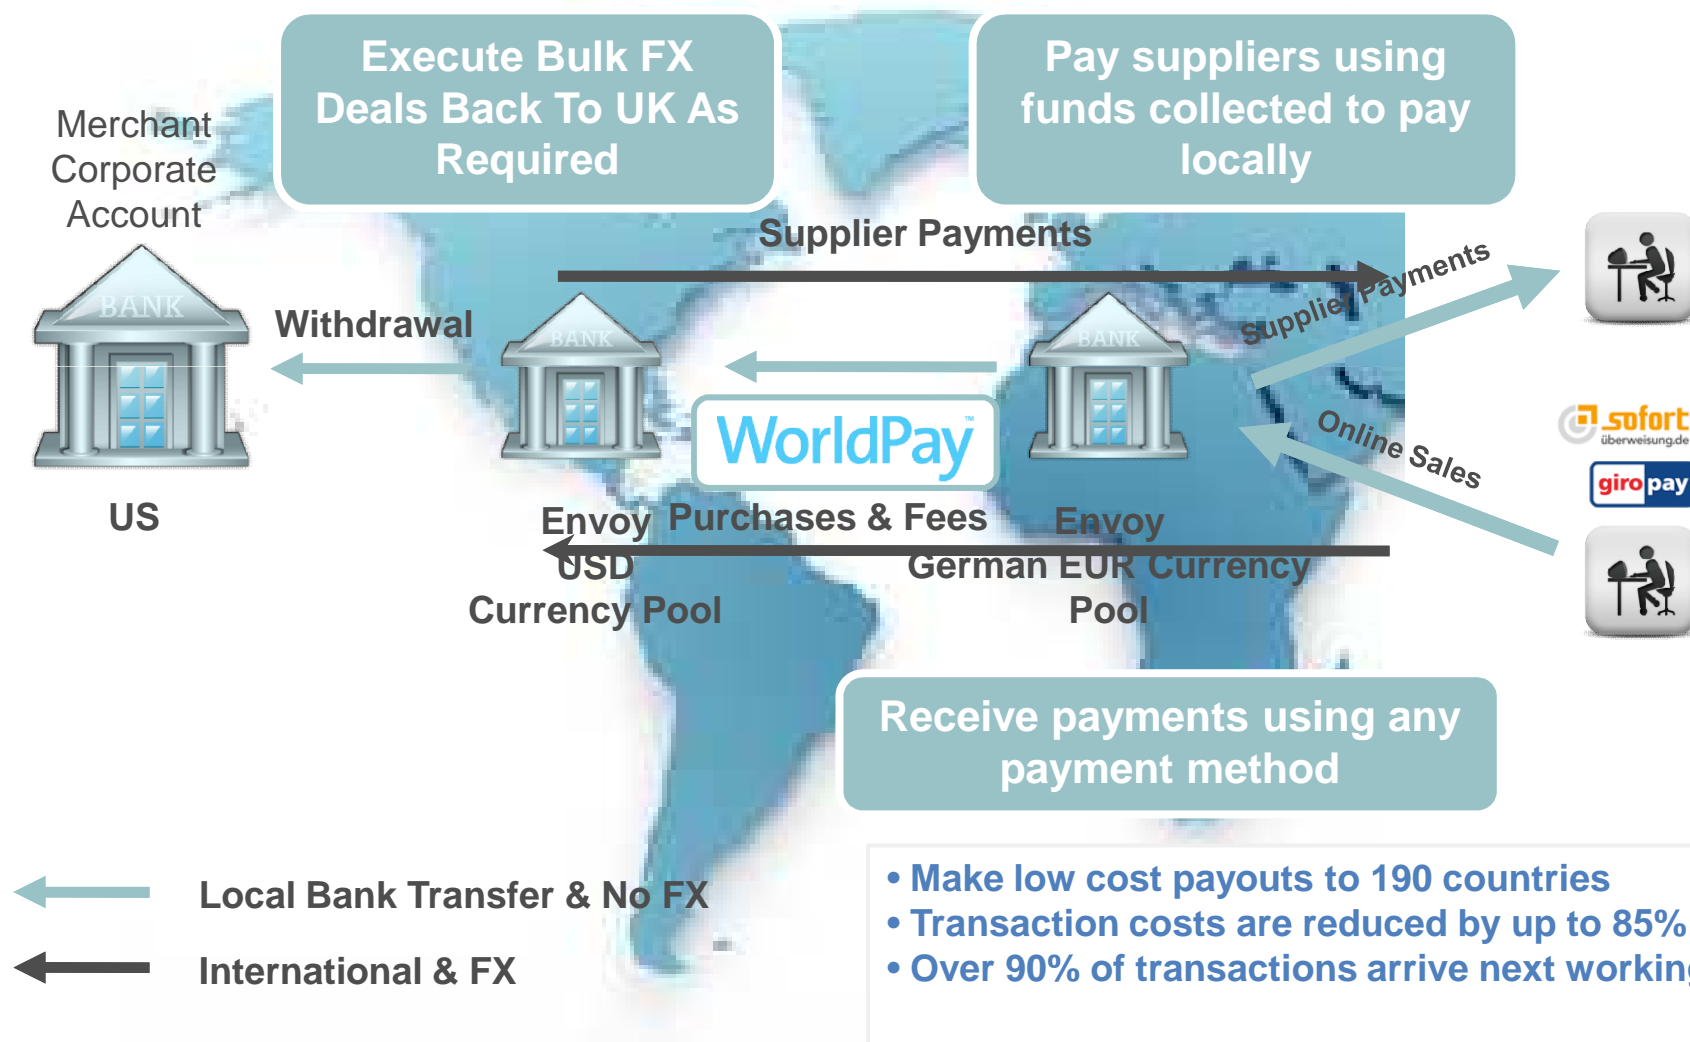 Execute Bulk FX
Deals Back To UK As
Required
Pay suppliers using
funds collected to pay
locally
Merchant
Corporate
Account
Supplier Payments
Supplier Payments
BANK
BANK
BANK
Withdrawal
WorldPay™
Online Sales
sofort
überweisung.de
giropay
US
Envoy
USD
Currency Pool
Purchases & Fees
Envoy
German EUR Currency
Pool
Receive payments using any
payment method
Local Bank Transfer & No FX
International & FX
• Make low cost payouts to 190 countries
• Transaction costs are reduced by up to 85%
• Over 90% of transactions arrive next working